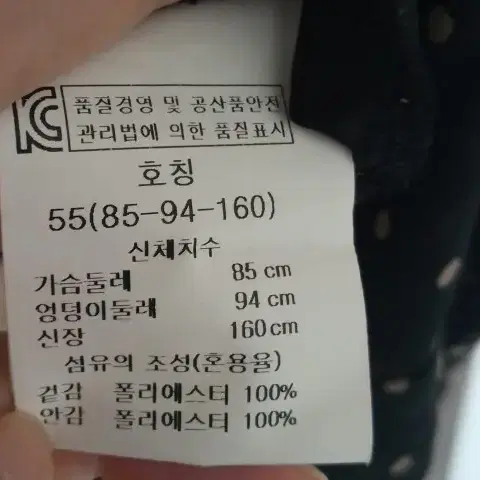 품질경영 및 공산품안전
관리법에 의한 품질표시
호칭
55(85-94-160)
신체치수
가슴둘레 85 cm
엉덩이둘레 94 cm
신장 160 cm
섬유의 조성(혼용율)
겉감 폴리에스터 100%
안감 폴리에스터 100%